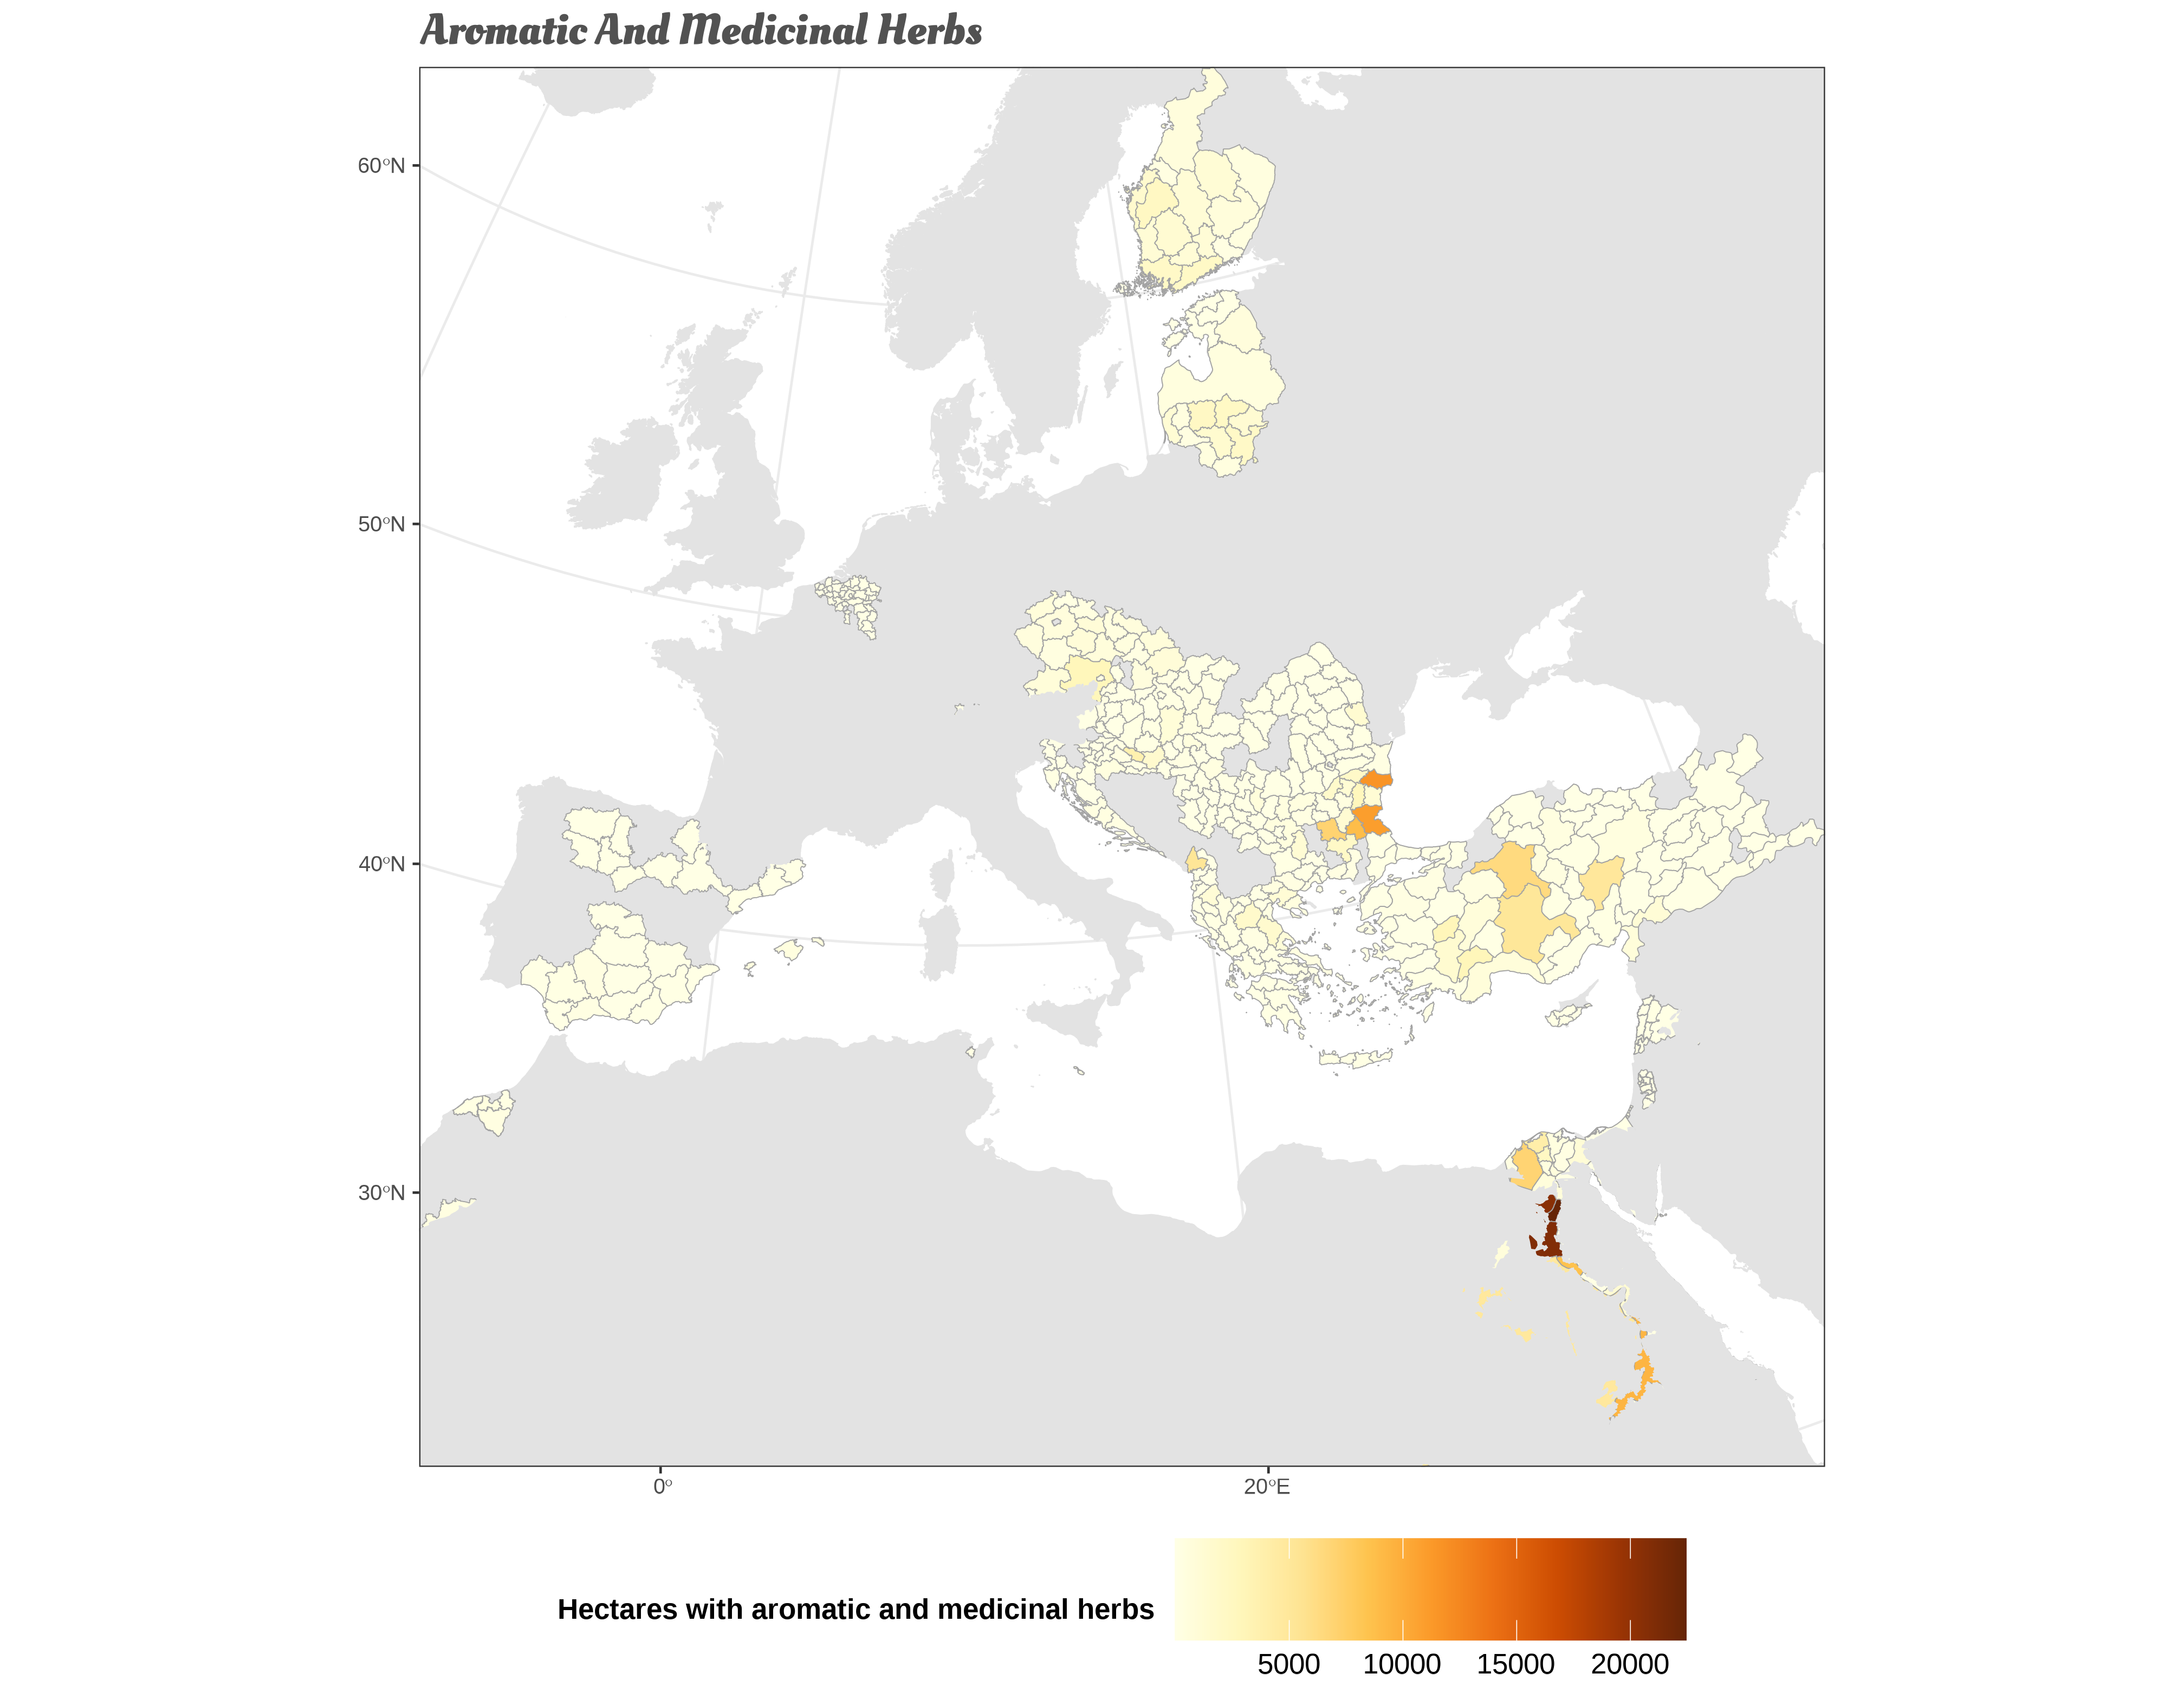 Aromatic And Medicinal Herbs
60°N
50°N
40°N
30°N
0° 20°E
Hectares with aromatic and medicinal herbs
5000 10000 15000 20000